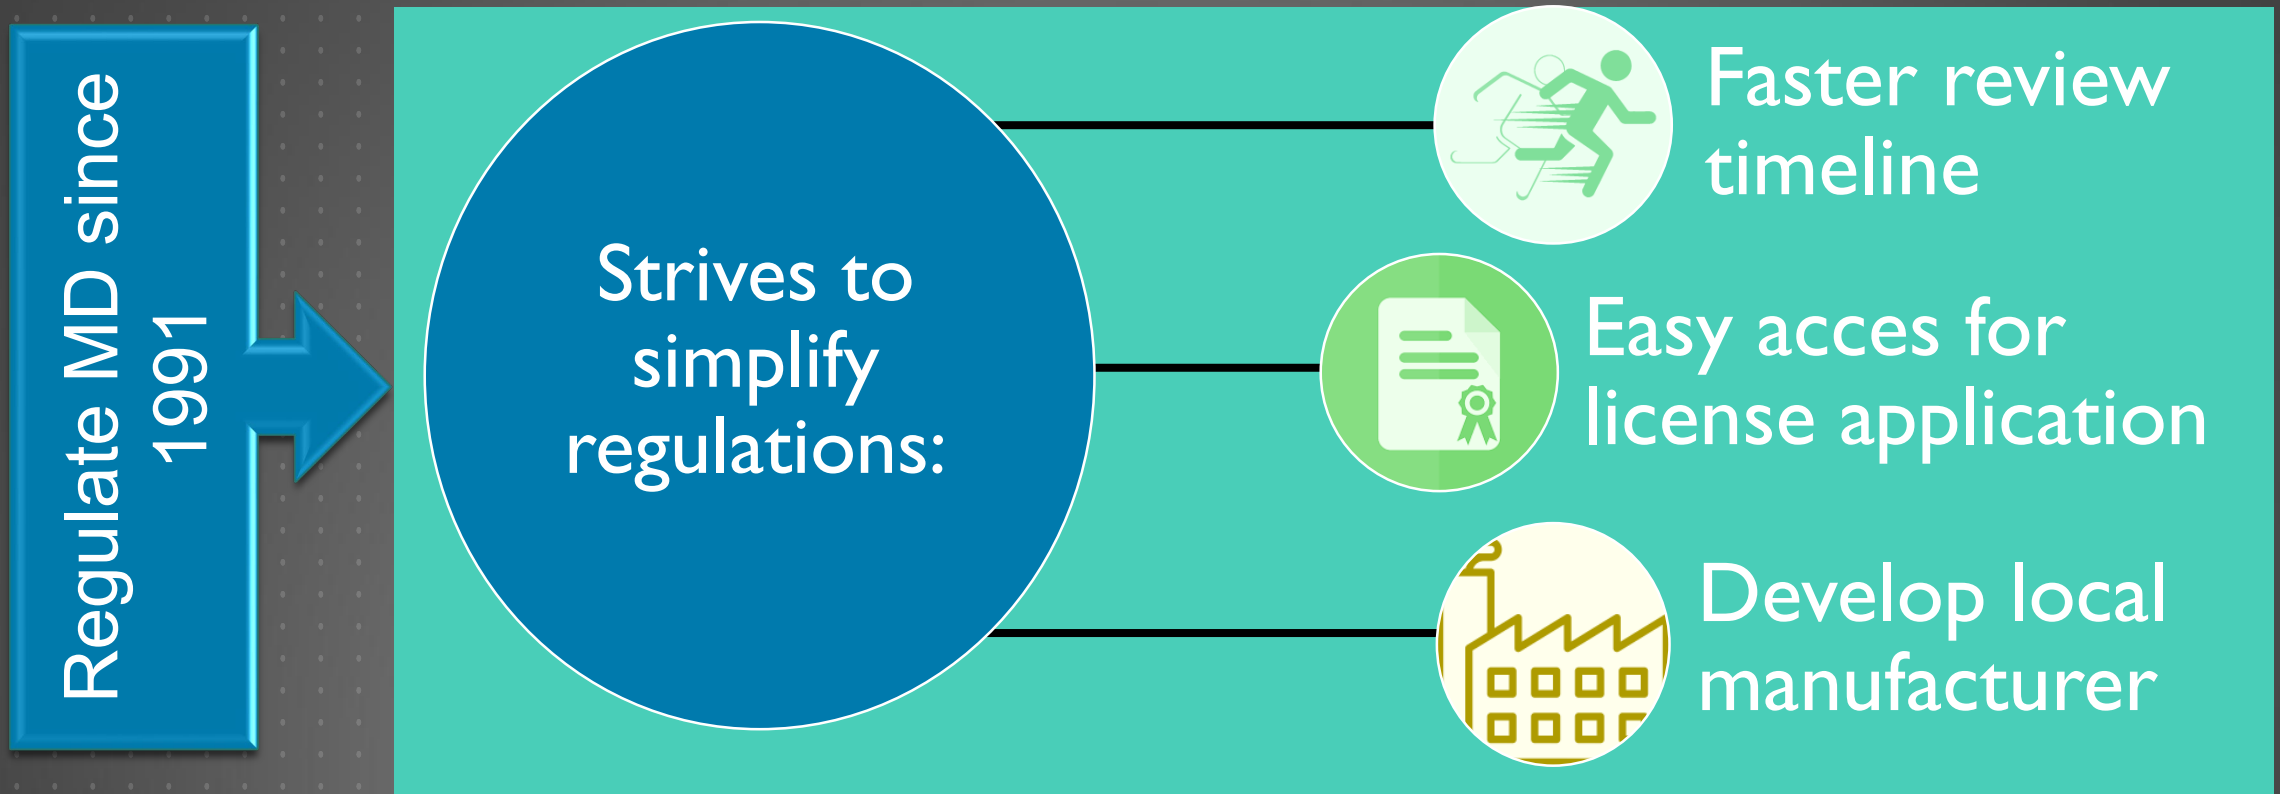 Regulate MD since
1991
Strives to
simplify
regulations:
Faster review
timeline
Easy acces for
license application
Develop local
manufacturer